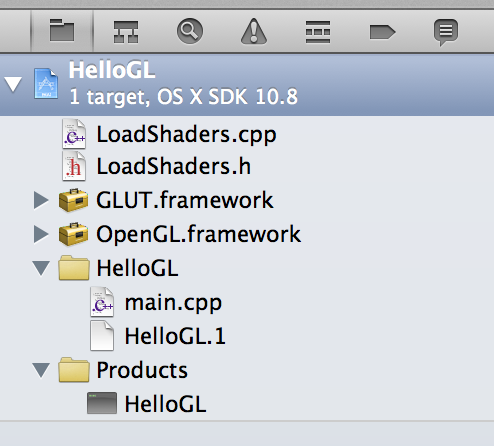 HelloGL
1 target, OS X SDK 10.8
LoadShaders.cpp
LoadShaders.h
GLUT.framework
OpenGL.framework
HelloGL
main.cpp
HelloGL.1
Products
HelloGL